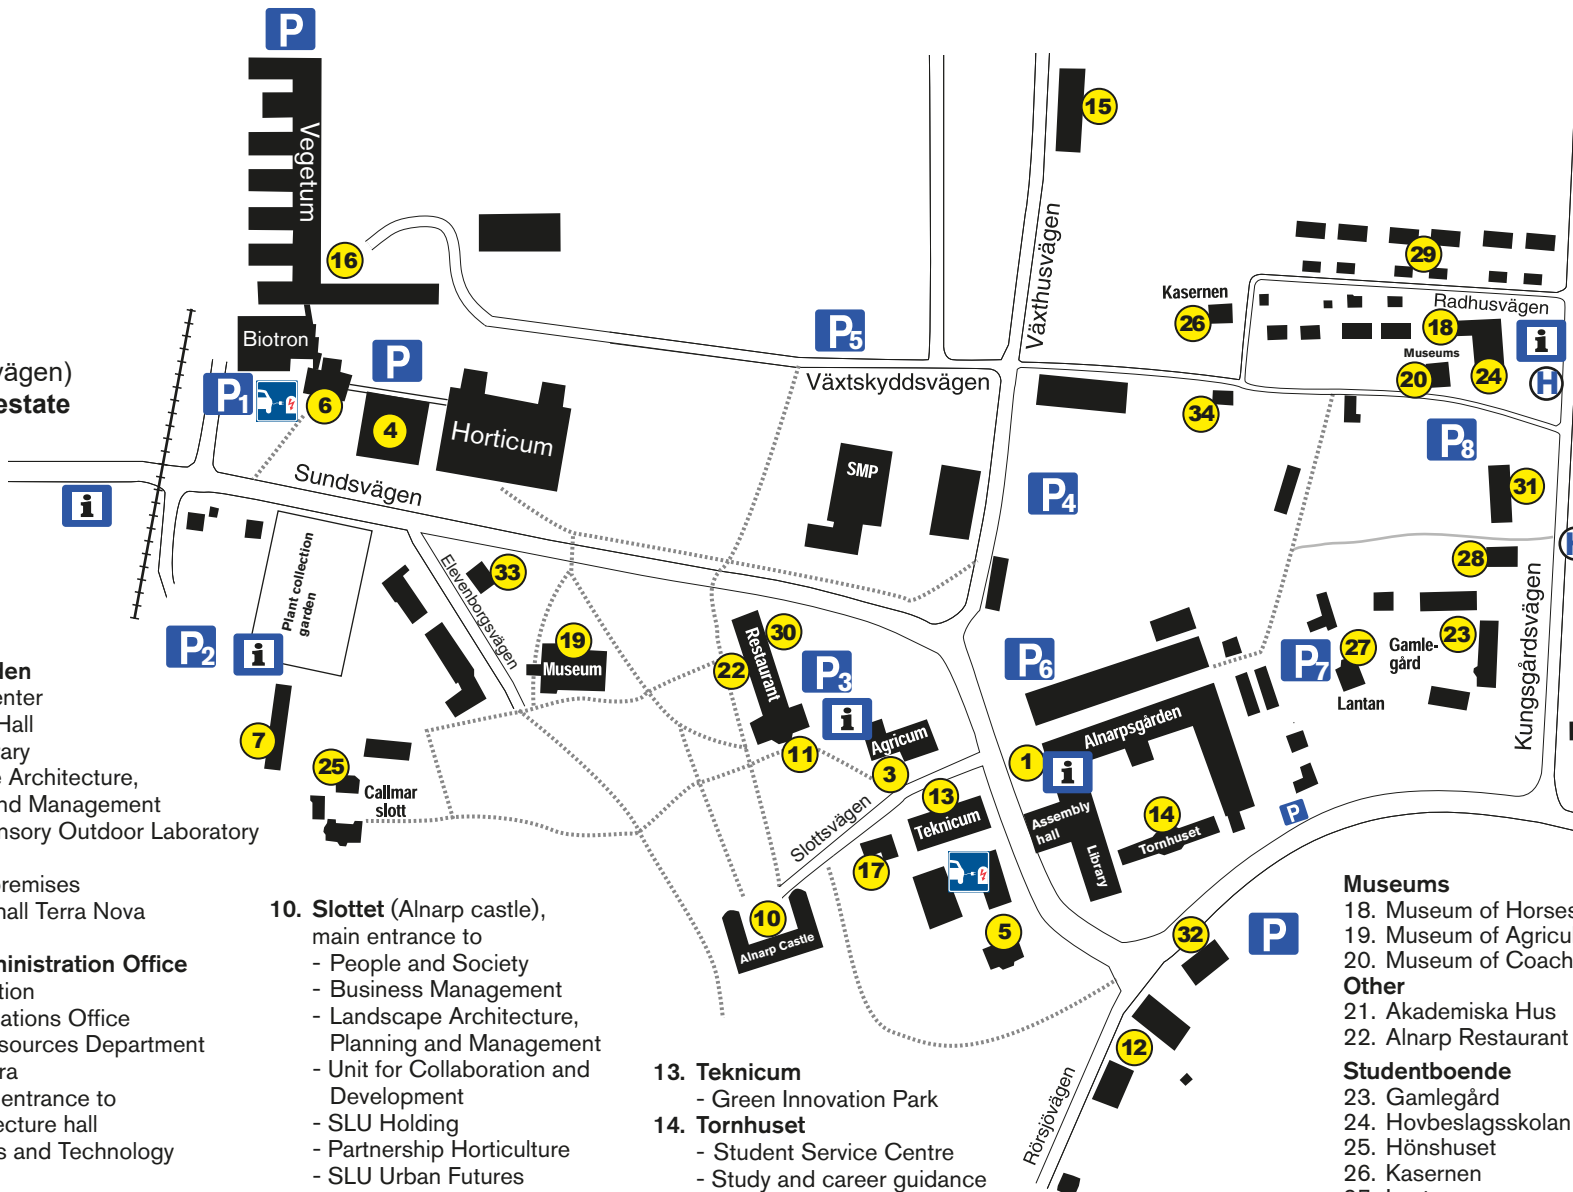 P
Vegetum
16
15
Växthusvägen
29
Radhusvägen
Kasernen
26
18
i
Museums
20
24
H
Biotron
P
P5
Växtskyddsvägen
34
vägen)
estate
P1
6
4
Horticum
P8
Sundsvägen
SMP
P4
31
i
28
Plant collection
garden
Elevenborgsvägen
33
Kungsgårdsvägen
P2
i
19
Museum
Restaurant
30
22
P3
P6
P7
27
Gamle-
gård
23
Lantan
7
i
11
Agricum
3
Alnarpsgården
1
i
25
Callmar
slott
Slottsvägen
13
Teknicum
Assembly
hall
14
Tornhuset
Library
P
17
10
Alnarp Castle
5
32
P
12
Rörsjövägen
den
enter
Hall
rary
e Architecture,
nd Management
nsory Outdoor Laboratory
premises
hall Terra Nova
ministration Office
tion
ations Office
sources Department
ra
entrance to
ecture hall
s and Technology
10. Slottet (Alnarp castle),
main entrance to
- People and Society
- Business Management
- Landscape Architecture,
Planning and Management
- Unit for Collaboration and
Development
- SLU Holding
- Partnership Horticulture
- SLU Urban Futures
13. Teknicum
- Green Innovation Park
14. Tornhuset
- Student Service Centre
- Study and career guidance
Museums
18. Museum of Horses
19. Museum of Agricu
20. Museum of Coach
Other
21. Akademiska Hus
22. Alnarp Restaurant
Studentboende
23. Gamlegård
24. Hovbeslagsskolan
25. Hönshuset
26. Kasernen